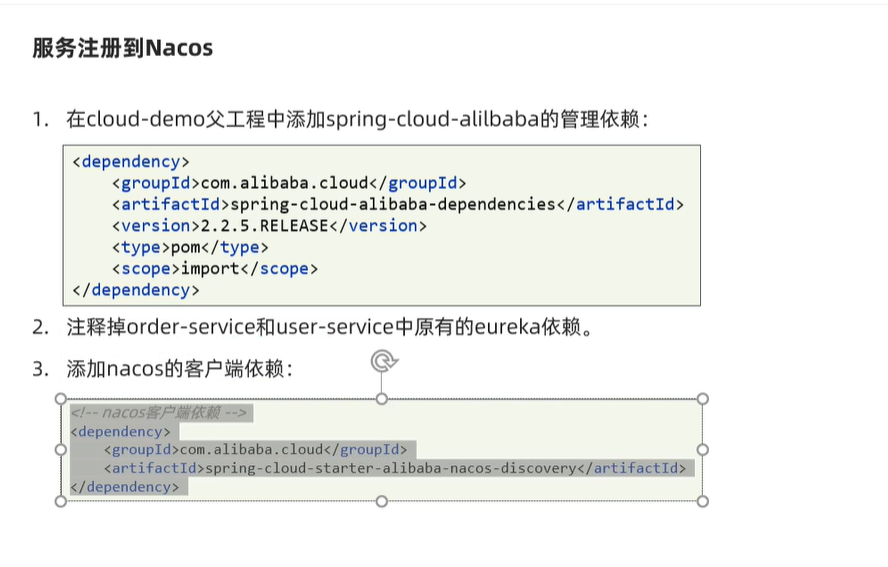 服务注册到Nacos
1. 在cloud-demo父工程中添加spring-cloud-alilbaba的管理依赖：
<dependency>
    <groupId>com.alibaba.cloud</groupId>
    <artifactId>spring-cloud-alibaba-dependencies</artifactId>
    <version>2.2.5.RELEASE</version>
    <type>pom</type>
    <scope>import</scope>
</dependency>
2. 注释掉order-service和user-service中原有的eureka依赖。
3. 添加nacos的客户端依赖：
<!-- nacos客户端依赖 -->
<dependency>
    <groupId>com.alibaba.cloud</groupId>
    <artifactId>spring-cloud-starter-alibaba-nacos-discovery</artifactId>
</dependency>